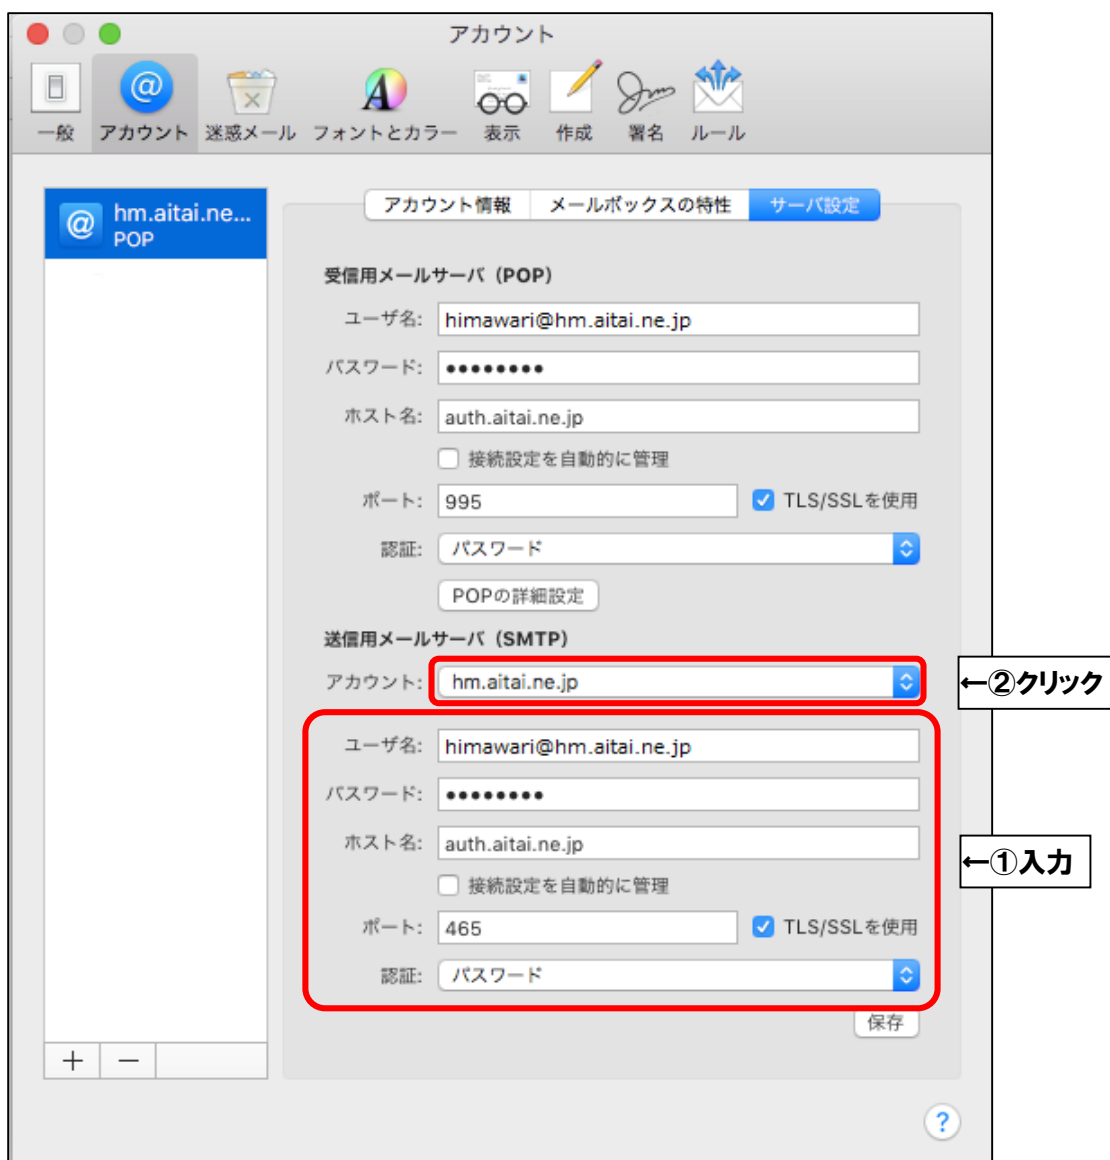 アカウント
一般 アカウント 迷惑メール フォントとカラー 表示 作成 署名 ルール
hm.aitai.ne...
POP
アカウント情報 メールボックスの特性 サーバ設定
受信用メールサーバ (POP)
ユーザ名: himawari@hm.aitai.ne.jp
パスワード: ••••••••
ホスト名: auth.aitai.ne.jp
接続設定を自動的に管理
ポート: 995 TLS/SSLを使用
認証: パスワード
POPの詳細設定
送信用メールサーバ (SMTP)
アカウント: hm.aitai.ne.jp
←②クリック
ユーザ名: himawari@hm.aitai.ne.jp
パスワード: ••••••••
ホスト名: auth.aitai.ne.jp
←①入力
接続設定を自動的に管理
ポート: 465 TLS/SSLを使用
認証: パスワード
保存
+ −
?